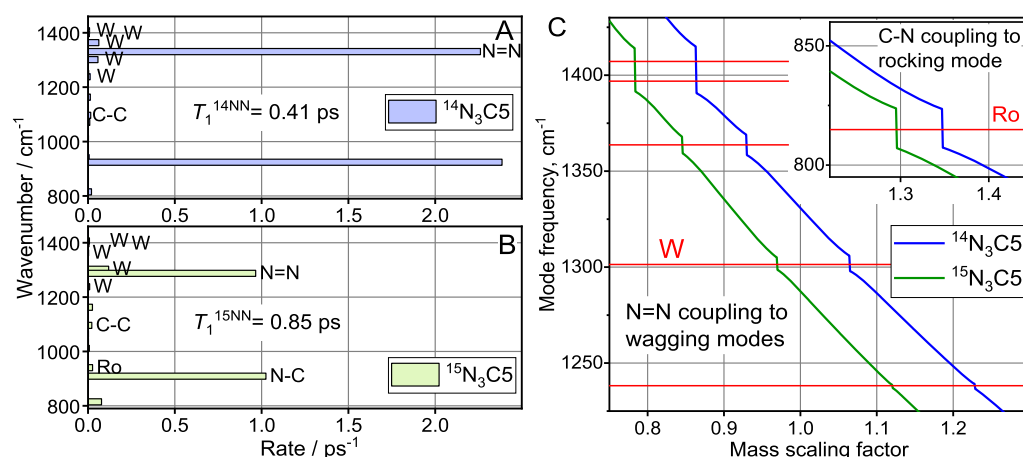 A
1400
1200
1000
800
W W
W
N=N
W
W
C-C
T₁¹⁴ᴺᴺ= 0.41 ps
¹⁴N₃C5
0.0 0.5 1.0 1.5 2.0
Wavenumber / cm⁻¹
B
1400
1200
1000
800
W W
W
W
N=N
W
C-C
T₁¹⁵ᴺᴺ= 0.85 ps
Ro
N-C
¹⁵N₃C5
0.0 0.5 1.0 1.5 2.0
Rate / ps⁻¹
C
Mode frequency, cm⁻¹
1400
1350
1300
1250
W
N=N coupling to
wagging modes
850
800
C-N coupling to
rocking mode
Ro
1.3 1.4
¹⁴N₃C5
¹⁵N₃C5
0.8 0.9 1.0 1.1 1.2
Mass scaling factor